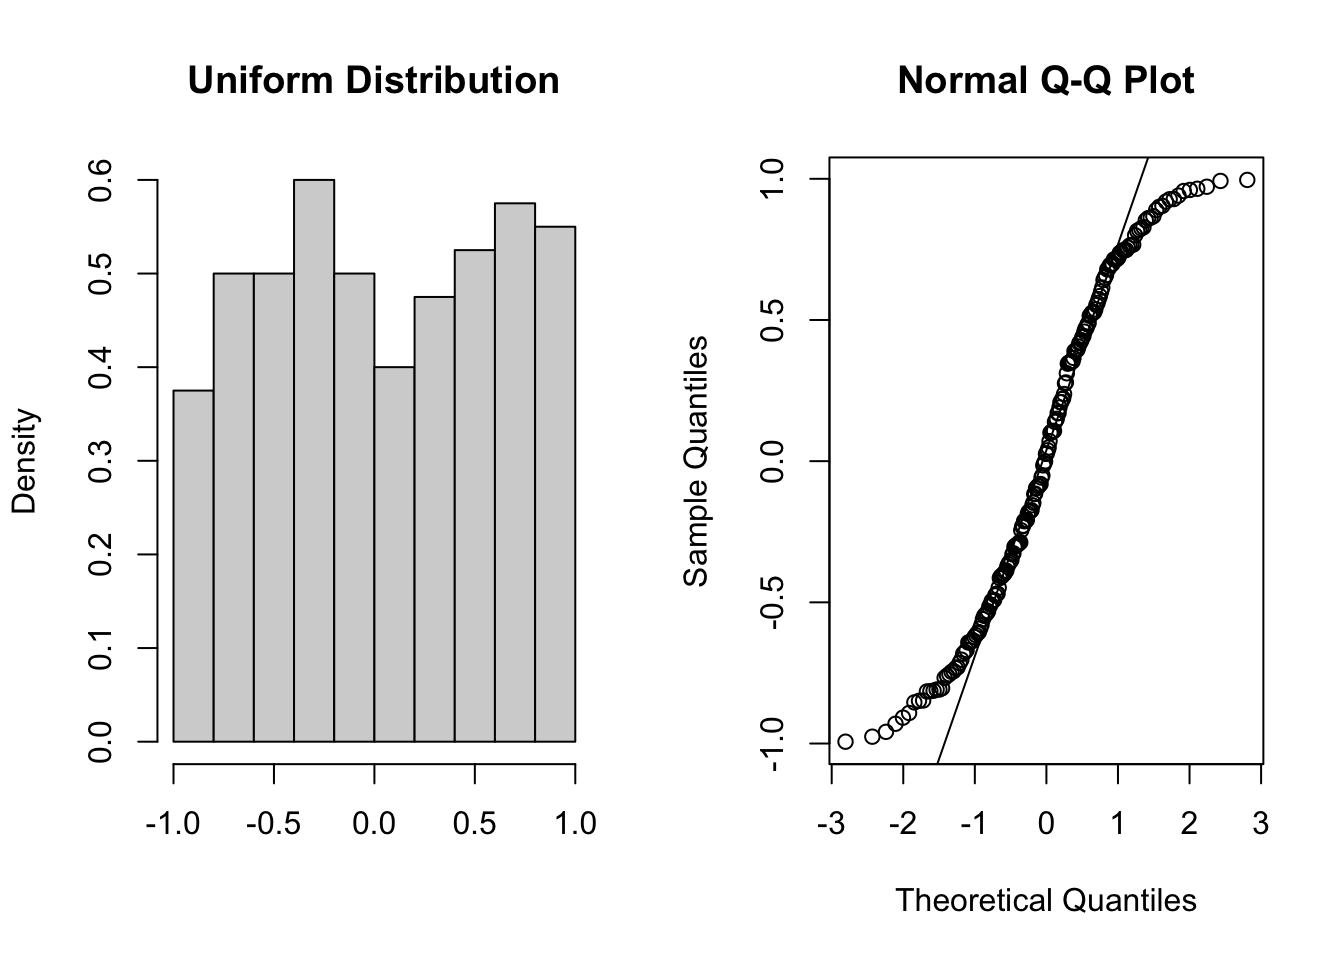 Uniform Distribution
Density
0.0 0.1 0.2 0.3 0.4 0.5 0.6
-1.0 -0.5 0.0 0.5 1.0
Normal Q-Q Plot
Sample Quantiles
-1.0 -0.5 0.0 0.5 1.0
-3 -2 -1 0 1 2 3
Theoretical Quantiles